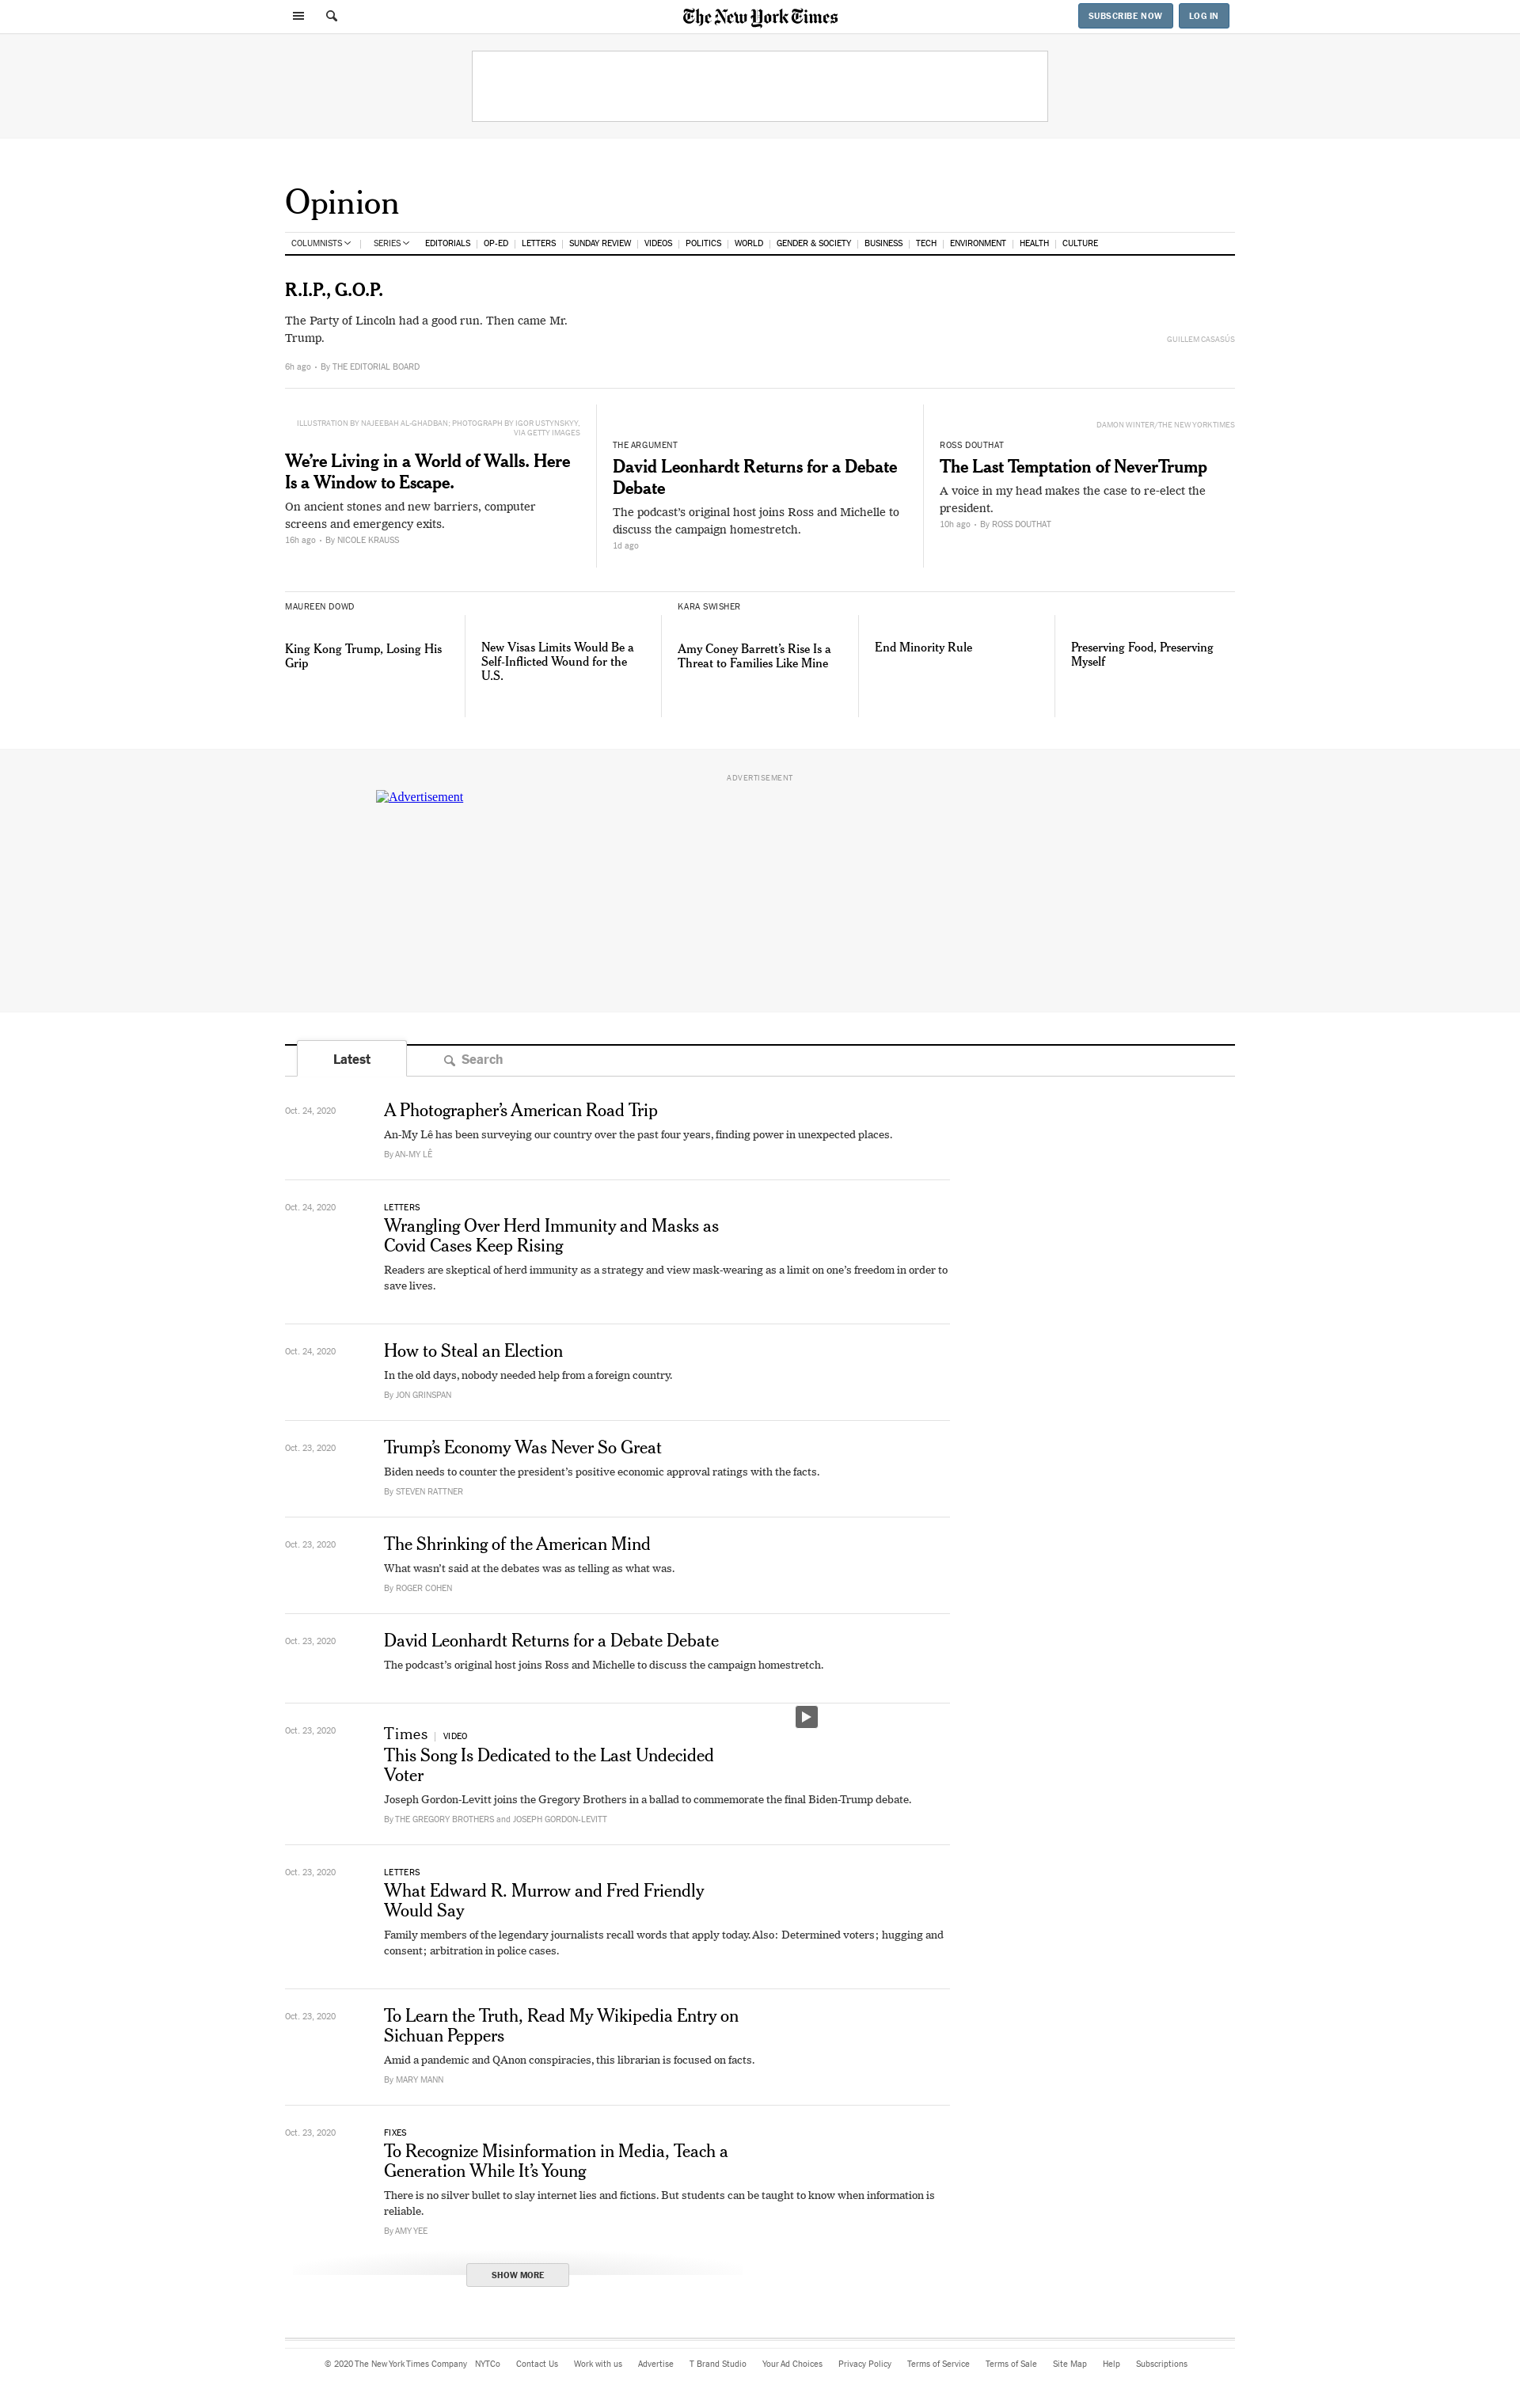 The New York Times
SUBSCRIBE NOW
LOG IN
Opinion
COLUMNISTS
SERIES
EDITORIALS
OP-ED
LETTERS
SUNDAY REVIEW
VIDEOS
POLITICS
WORLD
GENDER & SOCIETY
BUSINESS
TECH
ENVIRONMENT
HEALTH
CULTURE
R.I.P., G.O.P.
The Party of Lincoln had a good run. Then came Mr.
Trump.
GUILLEM CASASÚS
6h ago • By THE EDITORIAL BOARD
ILLUSTRATION BY NAJEEBAH AL-GHADBAN; PHOTOGRAPH BY IGOR USTYNSKYY,
VIA GETTY IMAGES
We’re Living in a World of Walls. Here
Is a Window to Escape.
On ancient stones and new barriers, computer
screens and emergency exits.
16h ago • By NICOLE KRAUSS
THE ARGUMENT
David Leonhardt Returns for a Debate
Debate
The podcast’s original host joins Ross and Michelle to
discuss the campaign homestretch.
1d ago
DAMON WINTER/THE NEW YORK TIMES
ROSS DOUTHAT
The Last Temptation of NeverTrump
A voice in my head makes the case to re-elect the
president.
10h ago • By ROSS DOUTHAT
MAUREEN DOWD
King Kong Trump, Losing His
Grip
New Visas Limits Would Be a
Self-Inflicted Wound for the
U.S.
KARA SWISHER
Amy Coney Barrett’s Rise Is a
Threat to Families Like Mine
End Minority Rule
Preserving Food, Preserving
Myself
ADVERTISEMENT
Advertisement
Latest
Search
Oct. 24, 2020
A Photographer’s American Road Trip
An-My Lê has been surveying our country over the past four years, finding power in unexpected places.
By AN-MY LÊ
Oct. 24, 2020
LETTERS
Wrangling Over Herd Immunity and Masks as
Covid Cases Keep Rising
Readers are skeptical of herd immunity as a strategy and view mask-wearing as a limit on one’s freedom in order to
save lives.
Oct. 24, 2020
How to Steal an Election
In the old days, nobody needed help from a foreign country.
By JON GRINSPAN
Oct. 23, 2020
Trump’s Economy Was Never So Great
Biden needs to counter the president’s positive economic approval ratings with the facts.
By STEVEN RATTNER
Oct. 23, 2020
The Shrinking of the American Mind
What wasn’t said at the debates was as telling as what was.
By ROGER COHEN
Oct. 23, 2020
David Leonhardt Returns for a Debate Debate
The podcast’s original host joins Ross and Michelle to discuss the campaign homestretch.
Oct. 23, 2020
Times | VIDEO
This Song Is Dedicated to the Last Undecided
Voter
Joseph Gordon-Levitt joins the Gregory Brothers in a ballad to commemorate the final Biden-Trump debate.
By THE GREGORY BROTHERS and JOSEPH GORDON-LEVITT
Oct. 23, 2020
LETTERS
What Edward R. Murrow and Fred Friendly
Would Say
Family members of the legendary journalists recall words that apply today. Also: Determined voters; hugging and
consent; arbitration in police cases.
Oct. 23, 2020
To Learn the Truth, Read My Wikipedia Entry on
Sichuan Peppers
Amid a pandemic and QAnon conspiracies, this librarian is focused on facts.
By MARY MANN
Oct. 23, 2020
FIXES
To Recognize Misinformation in Media, Teach a
Generation While It’s Young
There is no silver bullet to slay internet lies and fictions. But students can be taught to know when information is
reliable.
By AMY YEE
SHOW MORE
© 2020 The New York Times Company
NYTCo
Contact Us
Work with us
Advertise
T Brand Studio
Your Ad Choices
Privacy Policy
Terms of Service
Terms of Sale
Site Map
Help
Subscriptions